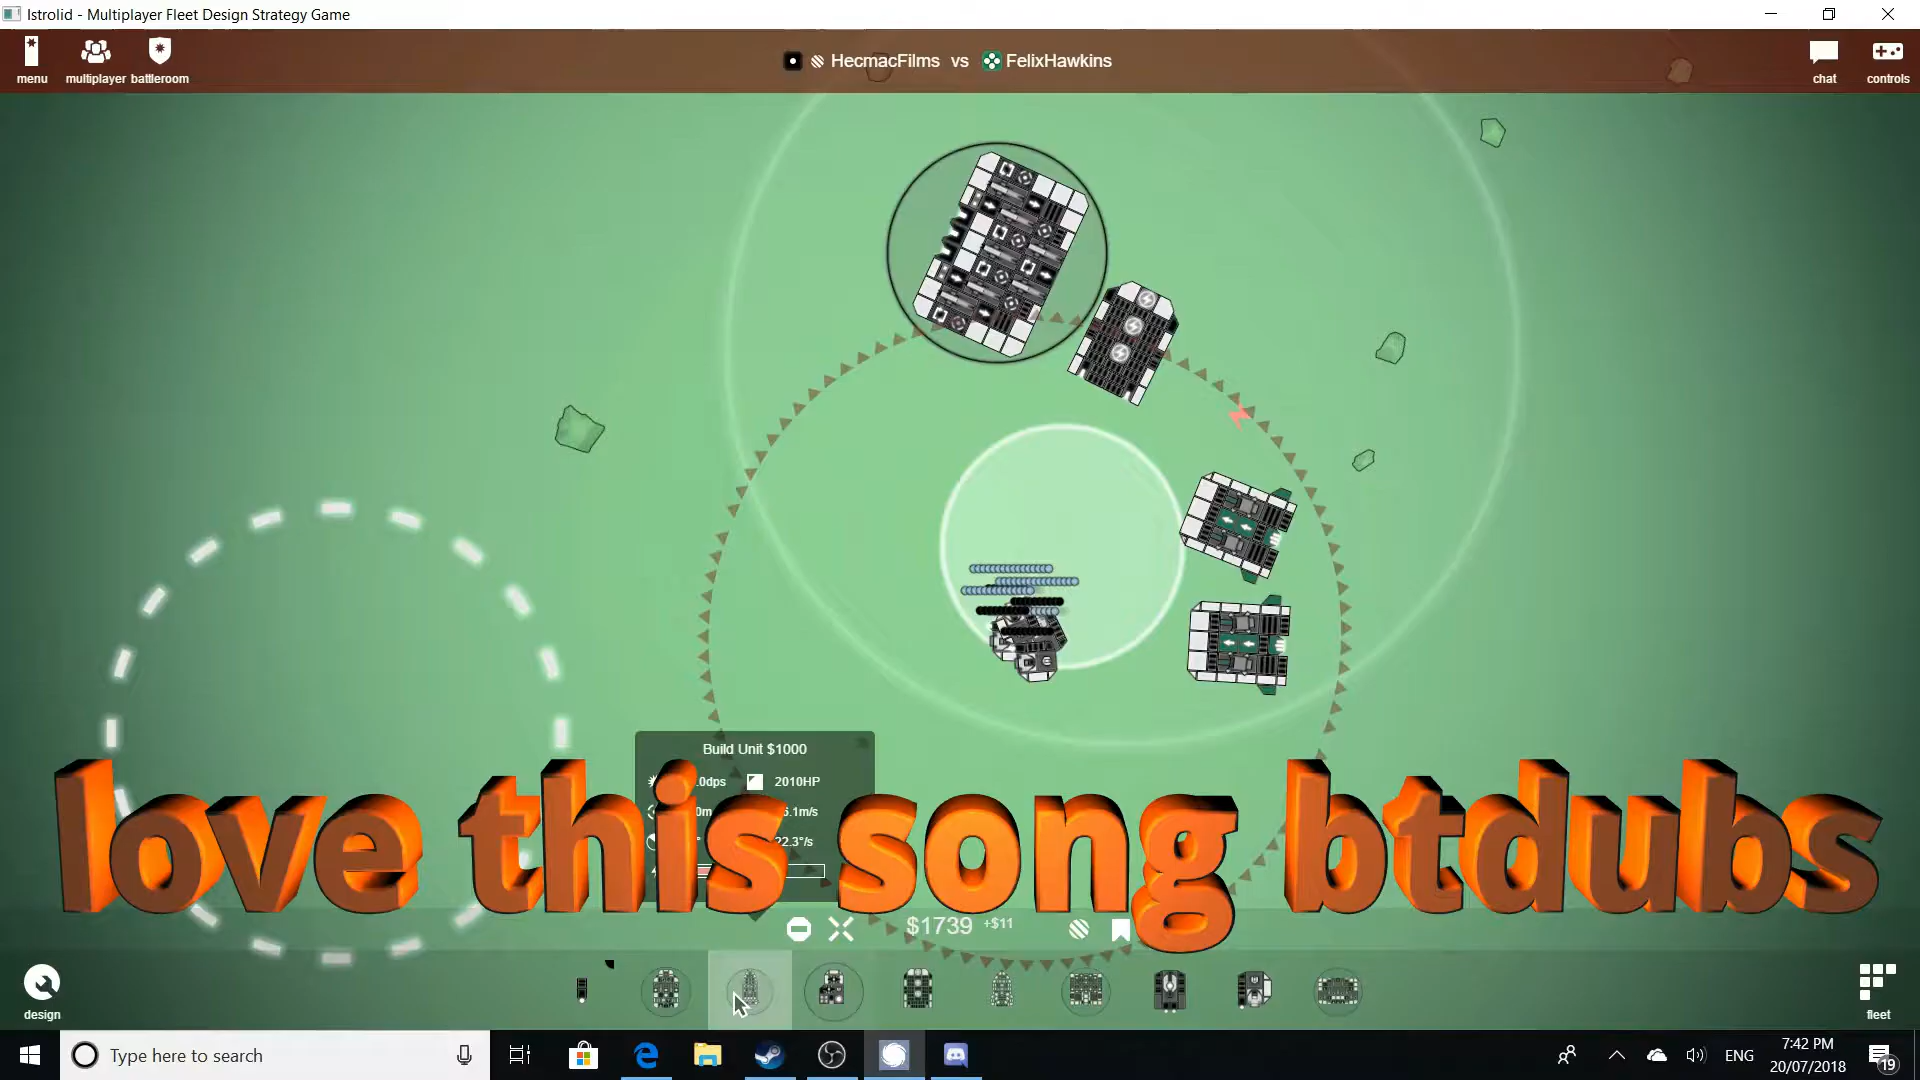 Istrolid - Multiplayer Fleet Design Strategy Game
menu
multiplayer
battleroom
HecmacFilms vs FelixHawkins
chat
controls
Build Unit $1000
.0dps
2010HP
.1m/s
22.3°/s
love this song btdubs
$1739 +$11
design
fleet
Type here to search
ENG
7:42 PM
20/07/2018
19